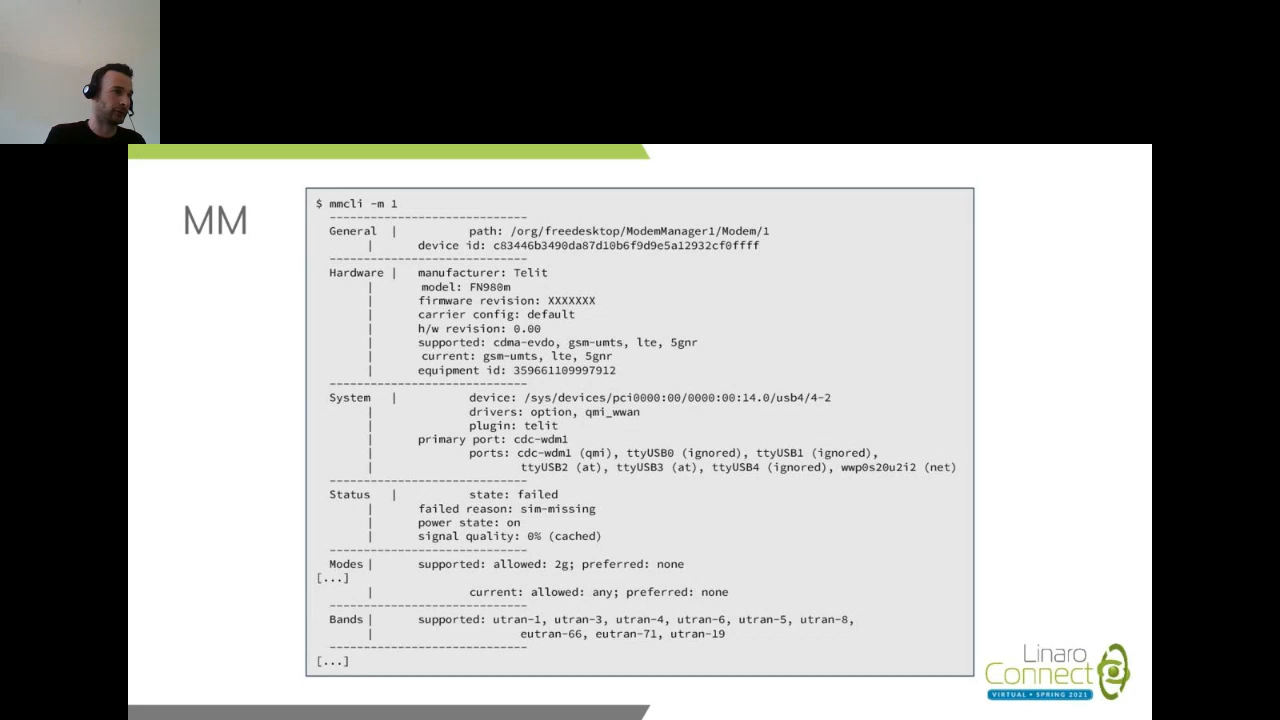 MM
$ mmcli -m 1
-----------------------------
General | path: /org/freedesktop/ModemManager1/Modem/1
| device id: c83446b3490da87d10b6f9d9e5a12932cf0ffff
-----------------------------
Hardware | manufacturer: Telit
| model: FN980m
| firmware revision: XXXXXXX
| carrier config: default
| h/w revision: 0.00
| supported: cdma-evdo, gsm-umts, lte, 5gnr
| current: gsm-umts, lte, 5gnr
| equipment id: 359661109997912
-----------------------------
System | device: /sys/devices/pci0000:00/0000:00:14.0/usb4/4-2
| drivers: option, qmi_wwan
| plugin: telit
| primary port: cdc-wdm1
| ports: cdc-wdm1 (qmi), ttyUSB0 (ignored), ttyUSB1 (ignored),
| ttyUSB2 (at), ttyUSB3 (at), ttyUSB4 (ignored), wwp0s20u2i2 (net)
-----------------------------
Status | state: failed
| failed reason: sim-missing
| power state: on
| signal quality: 0% (cached)
-----------------------------
Modes | supported: allowed: 2g; preferred: none
[...]
| current: allowed: any; preferred: none
-----------------------------
Bands | supported: utran-1, utran-3, utran-4, utran-6, utran-5, utran-8,
| eutran-66, eutran-71, utran-19
-----------------------------
[...]
Linaro
Connect
VIRTUAL • SPRING 2021